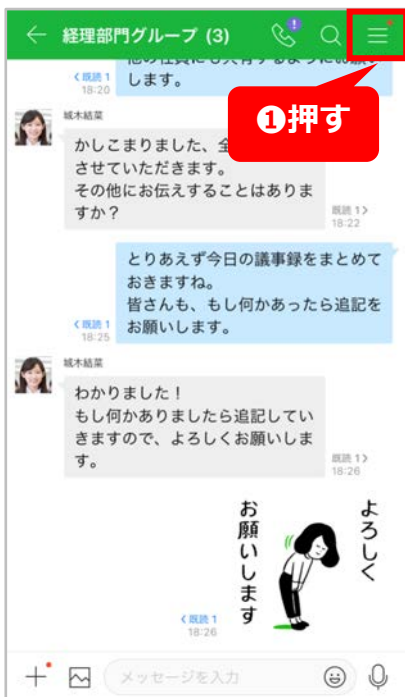 経理部門グループ (3)
します。
既読 1
18:20
❶押す
城木結菜
かしこまりました、全
させていただきます。
その他にお伝えすることはありま
すか？
既読 1
18:22
とりあえず今日の議事録をまとめて
おきますね。
皆さんも、もし何かあったら追記を
お願いします。
既読 1
18:25
城木結菜
わかりました！
もし何かありましたら追記してい
きますので、よろしくお願いしま
す。
既読 1
18:26
よろしく
お願いします
既読 1
18:26
メッセージを入力